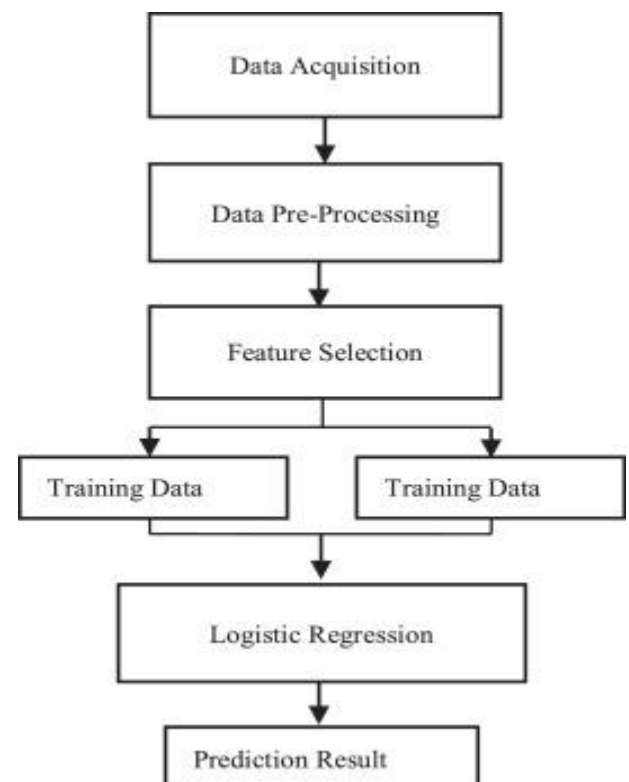 Data Acquisition
Data Pre-Processing
Feature Selection
Training Data
Training Data
Logistic Regression
Prediction Result